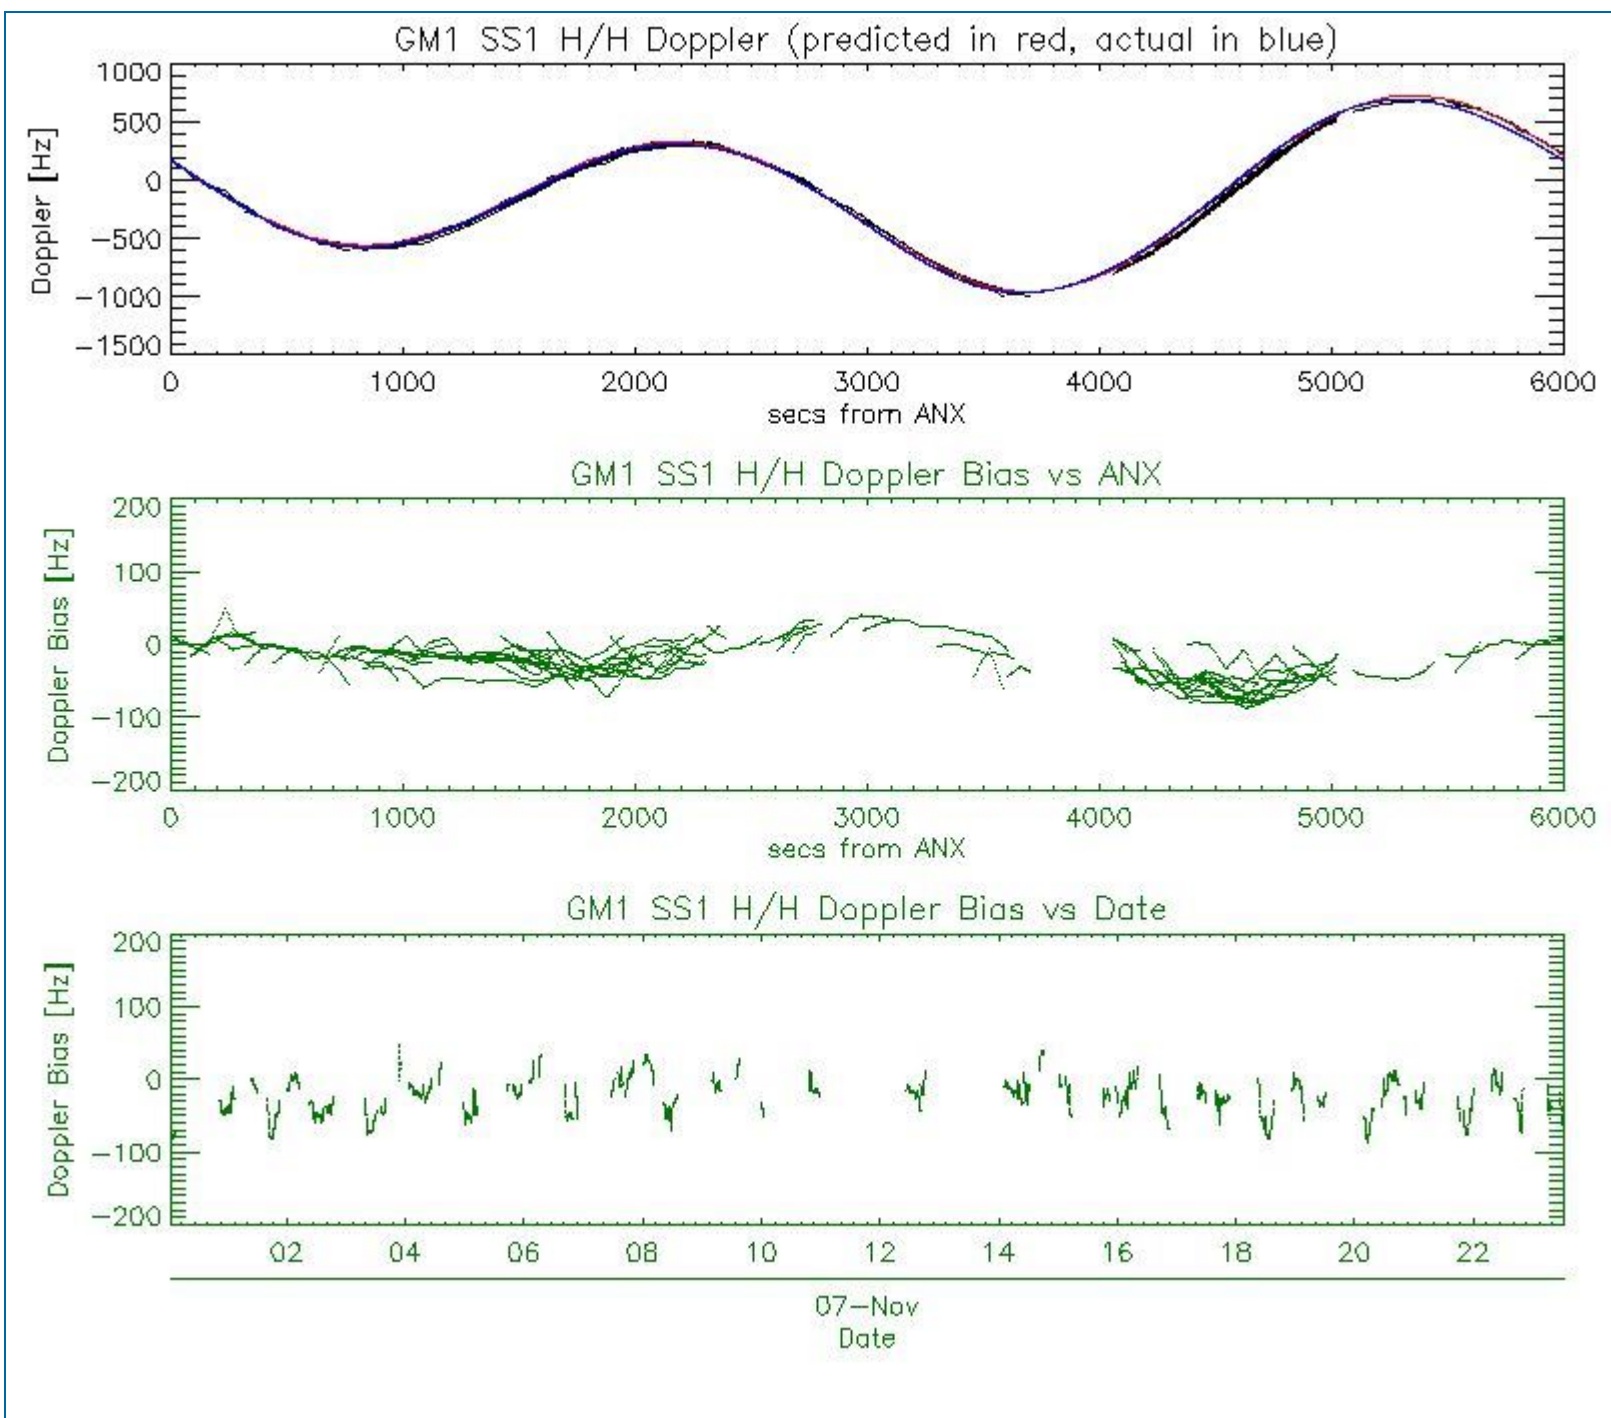 GM1 SS1 H/H Doppler (predicted in red, actual in blue)
Doppler [Hz]
1000
500
0
−500
−1000
−1500
0 1000 2000 3000 4000 5000 6000
secs from ANX
GM1 SS1 H/H Doppler Bias vs ANX
Doppler Bias [Hz]
200
100
0
−100
−200
0 1000 2000 3000 4000 5000 6000
secs from ANX
GM1 SS1 H/H Doppler Bias vs Date
Doppler Bias [Hz]
200
100
0
−100
−200
02 04 06 08 10 12 14 16 18 20 22
07−Nov
Date